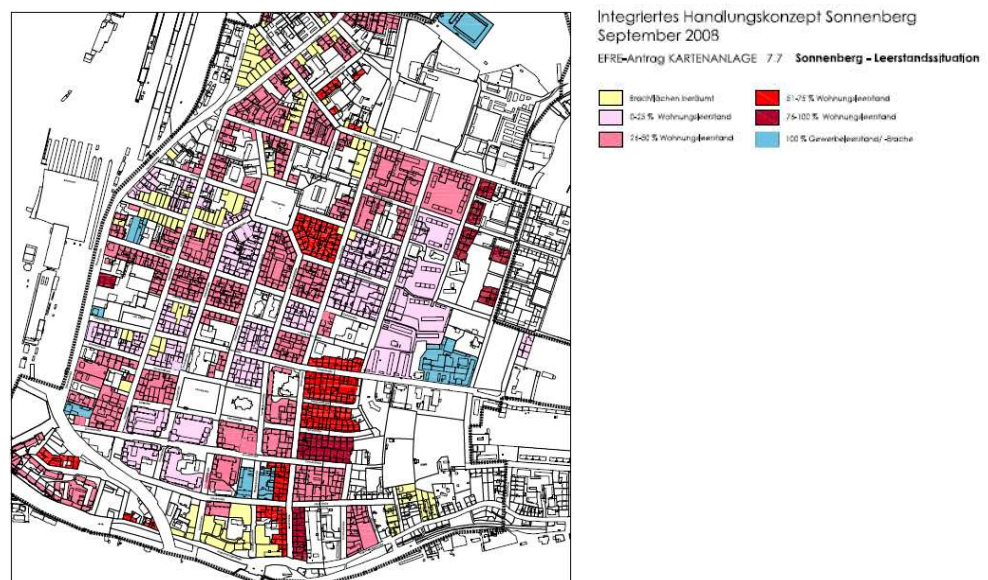 Integriertes Handlungskonzept Sonnenberg
September 2008
EFRE-Antrag KARTENANLAGE 7.7 Sonnenberg - Leerstandssituation
Brachflächen beräumt
0-25 % Wohnungsleerstand
26-50 % Wohnungsleerstand
51-75 % Wohnungsleerstand
76-100 % Wohnungsleerstand
100 % Gewerbeleerstand/ -Brache